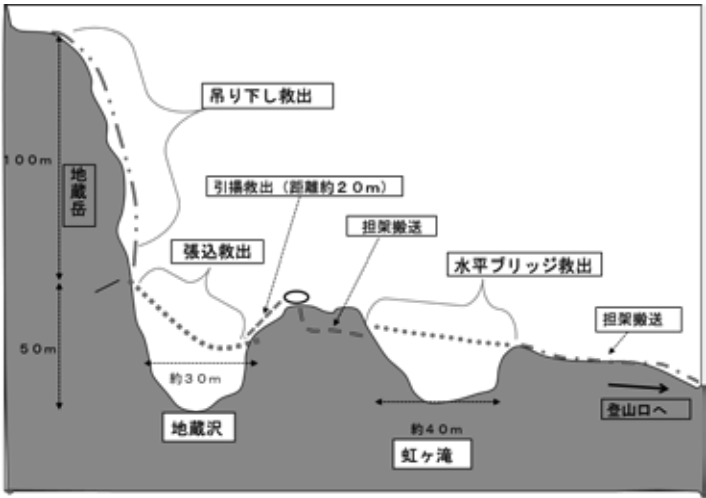 吊り下し救出
100m
地蔵岳
引揚救出（距離約20m）
担架搬送
張込救出
水平ブリッジ救出
担架搬送
50m
約30m
登山口へ
地蔵沢
約40m
虹ヶ滝